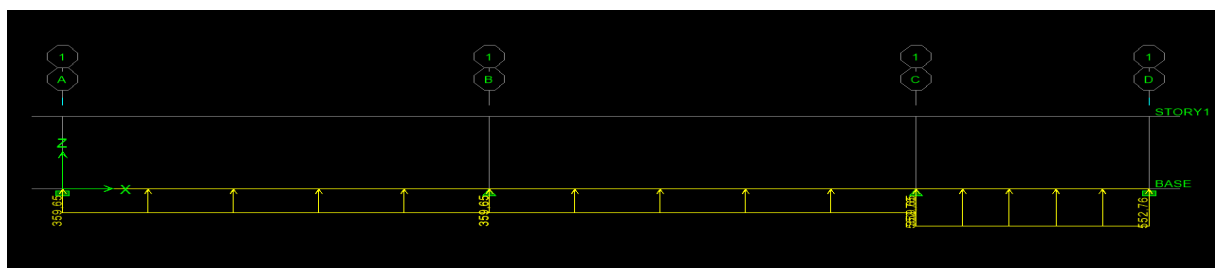 1 1 1 1
A B C D
STORY1
Z
X
BASE
359.65 359.65 552.76